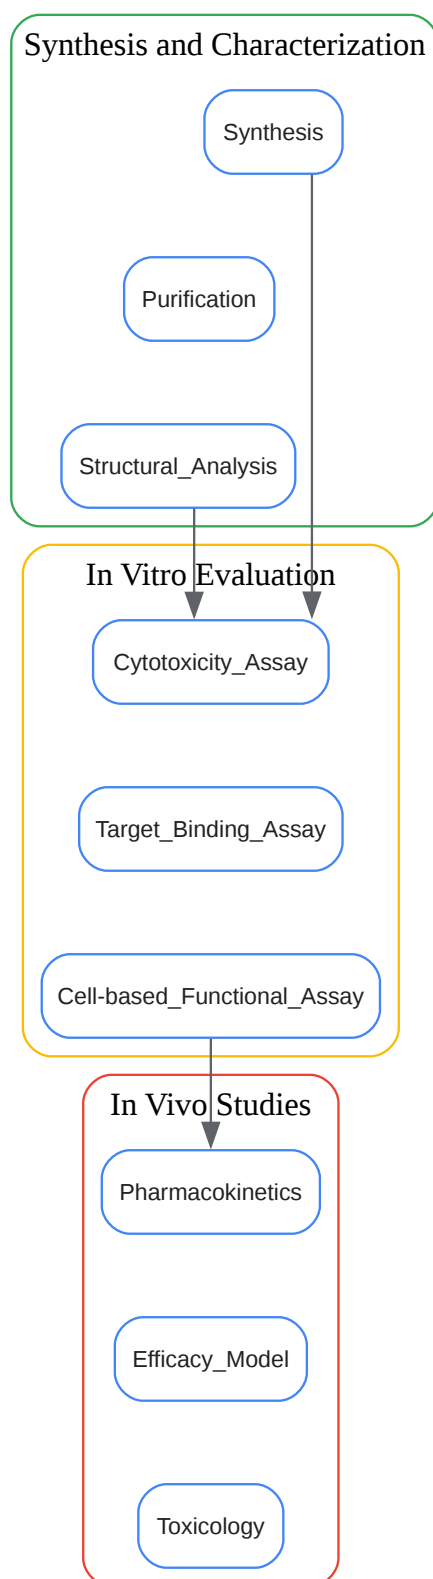 Synthesis and Characterization
Synthesis
Purification
Structural_Analysis
In Vitro Evaluation
Cytotoxicity_Assay
Target_Binding_Assay
Cell-based_Functional_Assay
In Vivo Studies
Pharmacokinetics
Efficacy_Model
Toxicology